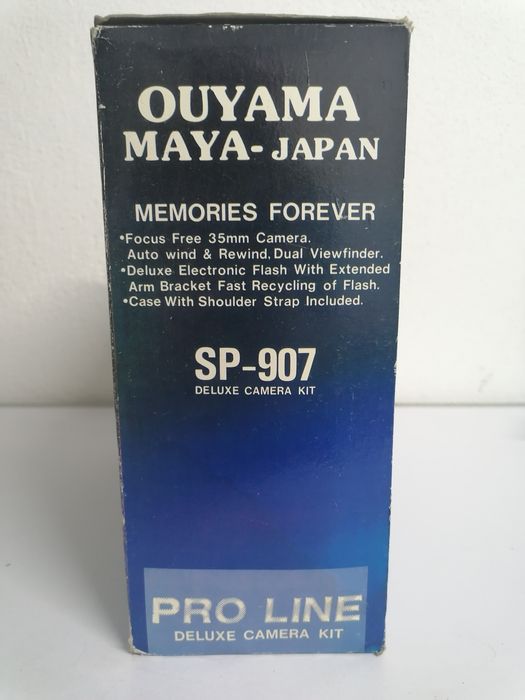 OUYAMA
MAYA- JAPAN
MEMORIES FOREVER
•Focus Free 35mm Camera.
Auto wind & Rewind. Dual Viewfinder.
•Deluxe Electronic Flash With Extended
Arm Bracket Fast Recycling of Flash.
•Case With Shoulder Strap Included.
SP-907
DELUXE CAMERA KIT
PRO LINE
DELUXE CAMERA KIT